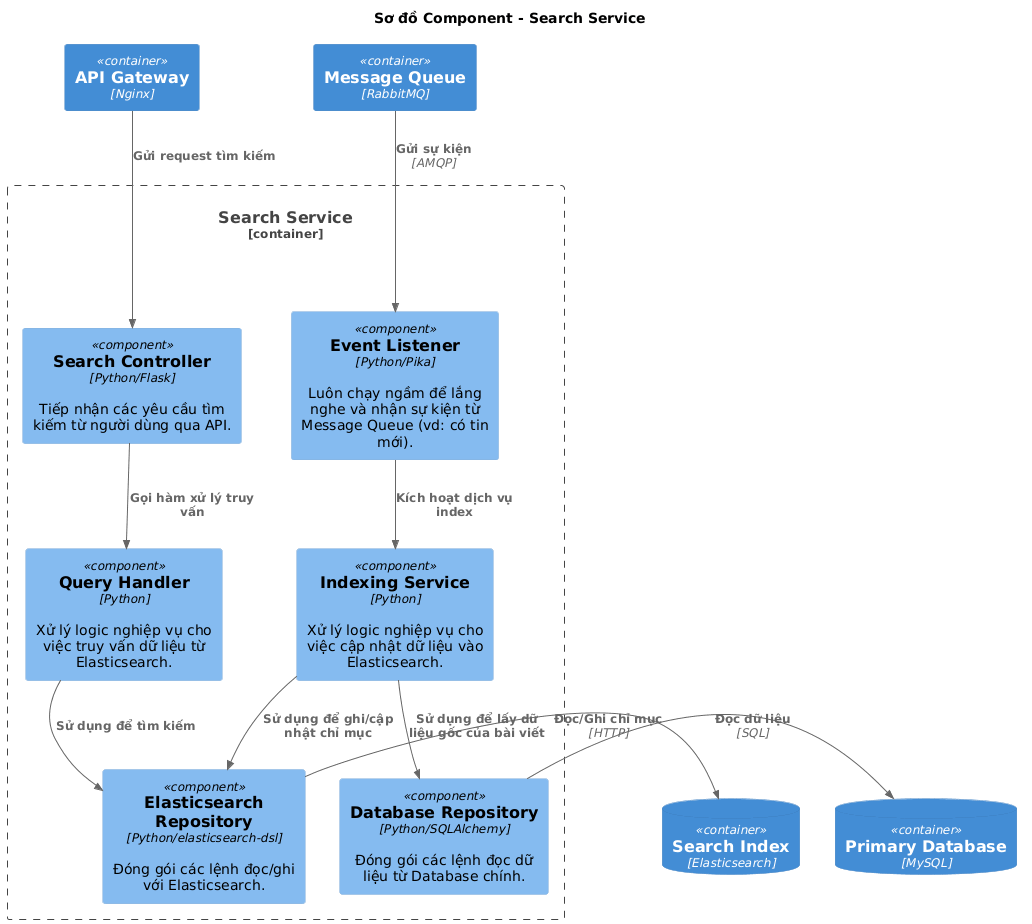 Sơ đồ Component - Search Service
«container»
API Gateway
[Nginx]
«container»
Message Queue
[RabbitMQ]
Gửi request tìm kiếm
Gửi sự kiện
[AMQP]
Search Service
[container]
«component»
Search Controller
[Python/Flask]
Tiếp nhận các yêu cầu tìm
kiếm từ người dùng qua API.
«component»
Event Listener
[Python/Pika]
Luôn chạy ngầm để lắng
nghe và nhận sự kiện từ
Message Queue (vd: có tin
mới).
Gọi hàm xử lý truy
vấn
Kích hoạt dịch vụ
index
«component»
Query Handler
[Python]
Xử lý logic nghiệp vụ cho
việc truy vấn dữ liệu từ
Elasticsearch.
«component»
Indexing Service
[Python]
Xử lý logic nghiệp vụ cho
việc cập nhật dữ liệu vào
Elasticsearch.
Sử dụng để tìm kiếm
Sử dụng để ghi/cập
nhật chỉ mục
Sử dụng để lấy dữ
liệu gốc của bài viết
Đọc/Ghi chỉ mục
[HTTP]
Đọc dữ liệu
[SQL]
«component»
Elasticsearch
Repository
[Python/elasticsearch-dsl]
Đóng gói các lệnh đọc/ghi
với Elasticsearch.
«component»
Database Repository
[Python/SQLAlchemy]
Đóng gói các lệnh đọc dữ
liệu từ Database chính.
«container»
Search Index
[Elasticsearch]
«container»
Primary Database
[MySQL]